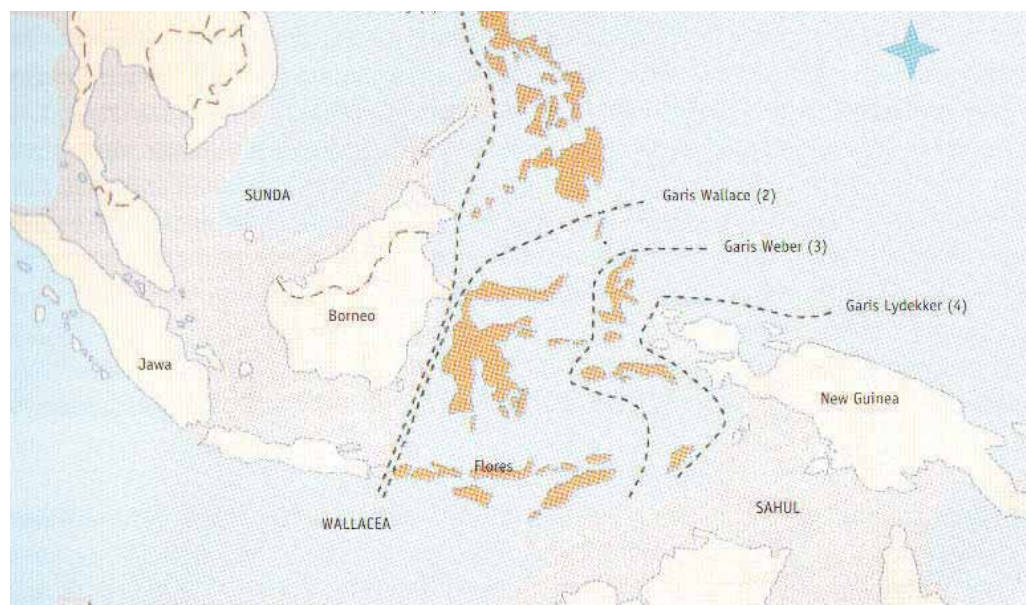 SUNDA
Garis Wallace (2)
Garis Weber (3)
Garis Lydekker (4)
Borneo
Jawa
New Guinea
Flores
SAHUL
WALLACEA